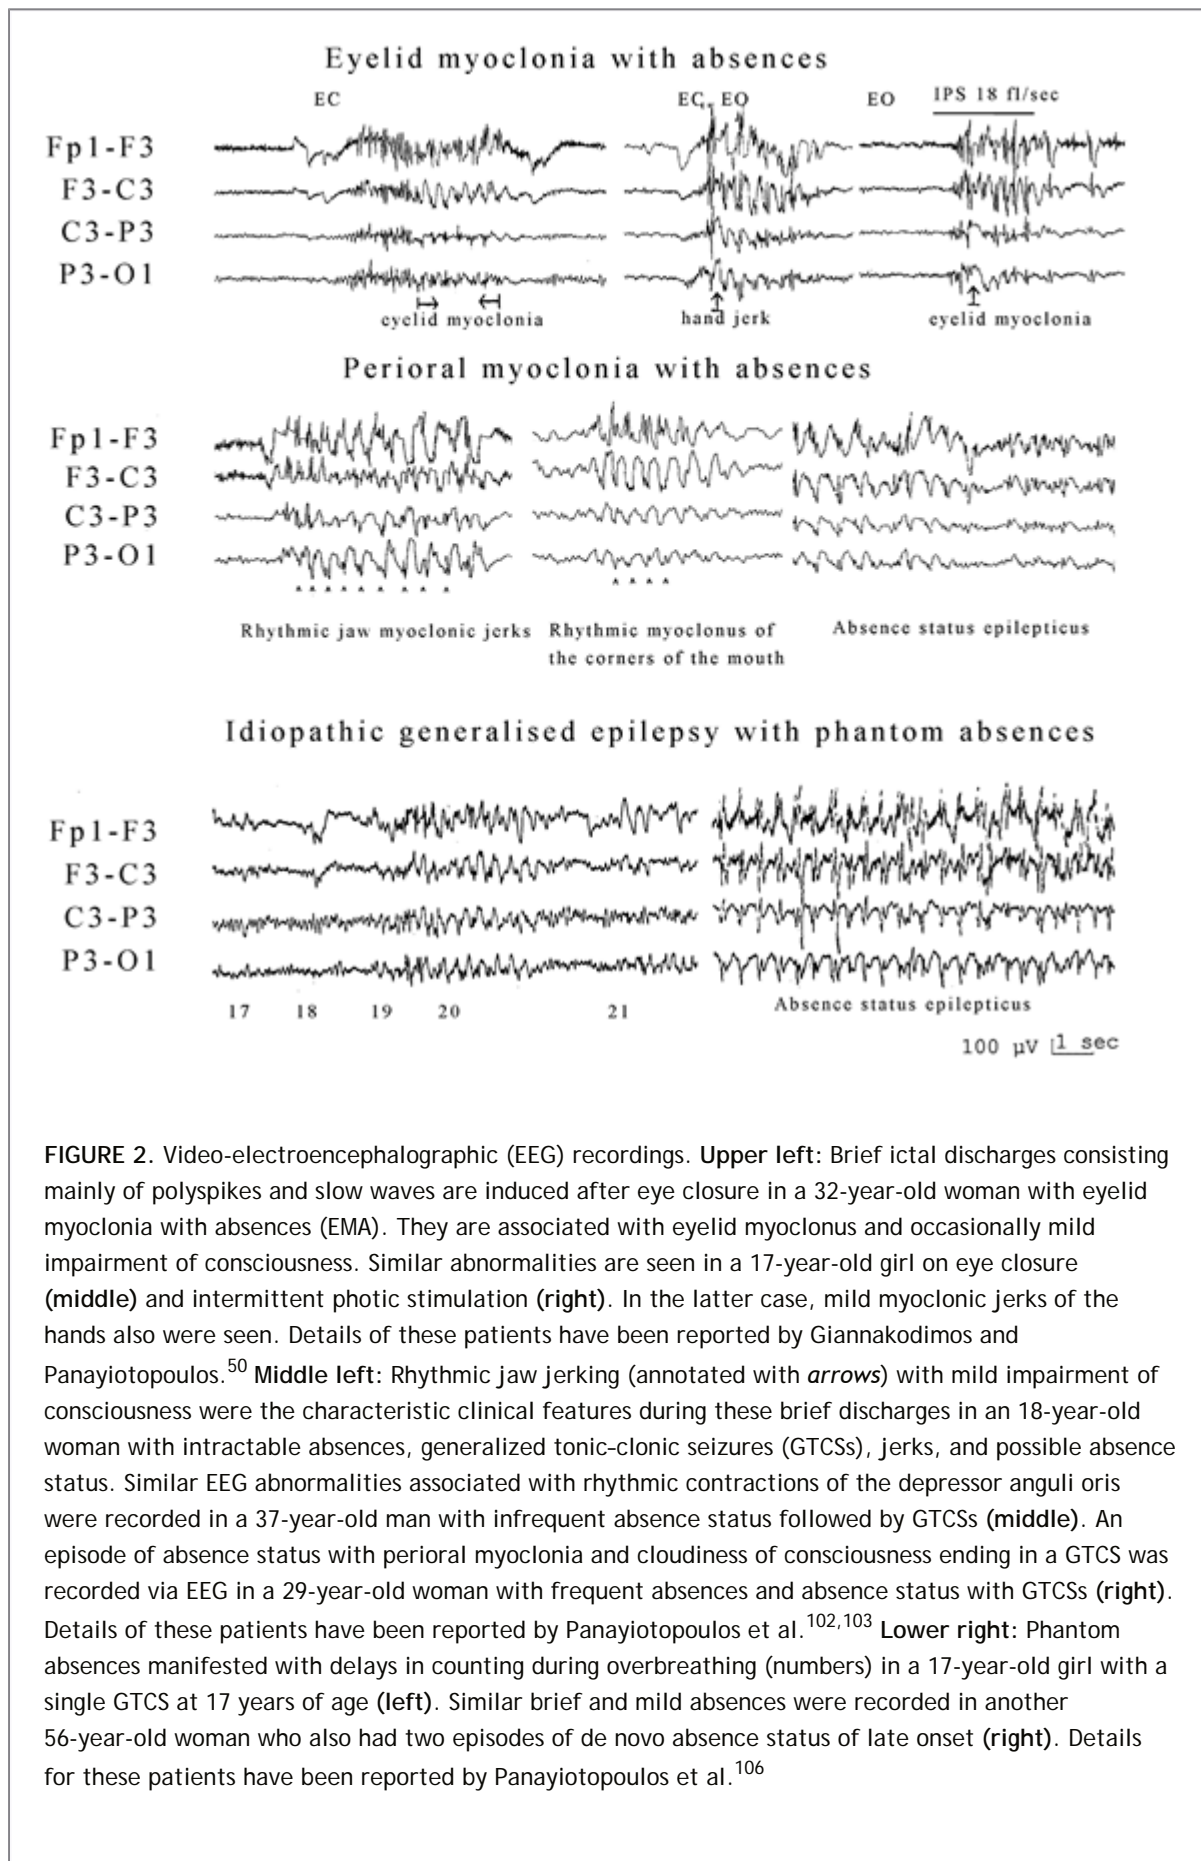 Eyelid myoclonia with absences
EC EC EO EO IPS 18 fl/sec
Fp1-F3
F3-C3
C3-P3
P3-O1
eyelid myoclonia hand jerk eyelid myoclonia
Perioral myoclonia with absences
Fp1-F3
F3-C3
C3-P3
P3-O1
Rhythmic jaw myoclonic jerks Rhythmic myoclonus of Absence status epilepticus
the corners of the mouth
Idiopathic generalised epilepsy with phantom absences
Fp1-F3
F3-C3
C3-P3
P3-O1
17 18 19 20 21 Absence status epilepticus
100 µV 1 sec
FIGURE 2. Video-electroencephalographic (EEG) recordings. Upper left: Brief ictal discharges consisting
mainly of polyspikes and slow waves are induced after eye closure in a 32-year-old woman with eyelid
myoclonia with absences (EMA). They are associated with eyelid myoclonus and occasionally mild
impairment of consciousness. Similar abnormalities are seen in a 17-year-old girl on eye closure
(middle) and intermittent photic stimulation (right). In the latter case, mild myoclonic jerks of the
hands also were seen. Details of these patients have been reported by Giannakodimos and
Panayiotopoulos.50 Middle left: Rhythmic jaw jerking (annotated with arrows) with mild impairment of
consciousness were the characteristic clinical features during these brief discharges in an 18-year-old
woman with intractable absences, generalized tonic–clonic seizures (GTCSs), jerks, and possible absence
status. Similar EEG abnormalities associated with rhythmic contractions of the depressor anguli oris
were recorded in a 37-year-old man with infrequent absence status followed by GTCSs (middle). An
episode of absence status with perioral myoclonia and cloudiness of consciousness ending in a GTCS was
recorded via EEG in a 29-year-old woman with frequent absences and absence status with GTCSs (right).
Details of these patients have been reported by Panayiotopoulos et al.102,103 Lower right: Phantom
absences manifested with delays in counting during overbreathing (numbers) in a 17-year-old girl with a
single GTCS at 17 years of age (left). Similar brief and mild absences were recorded in another
56-year-old woman who also had two episodes of de novo absence status of late onset (right). Details
for these patients have been reported by Panayiotopoulos et al.106